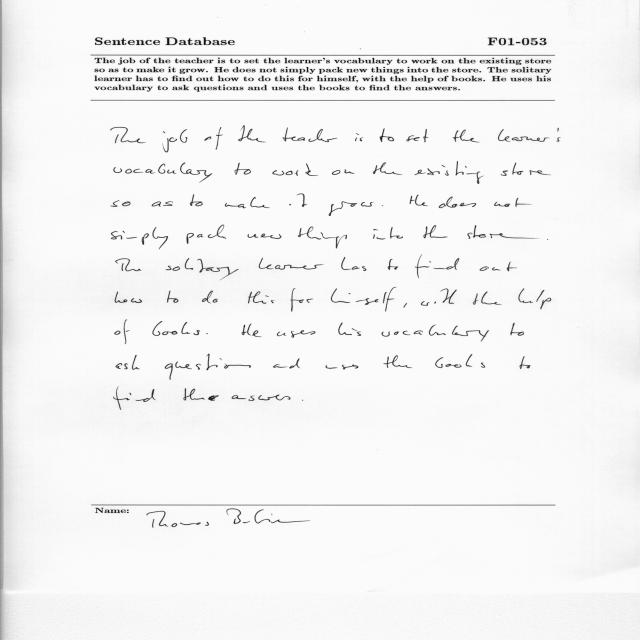 Sentence Database F01-053
The job of the teacher is to set the learner's vocabulary to work on the existing store
so as to make it grow. He does not simply pack new things into the store. The solitary
learner has to find out how to do this for himself, with the help of books. He uses his
vocabulary to ask questions and uses the books to find the answers.
The job of the teacher is to set the learner's
vocabulary to work on the existing store
so as to make it grow. He does not
simply pack new things into the store.
The solitary learner has to find out
how to do this for himself, with the help
of books. He uses his vocabulary to
ask questions and uses the books to
find the answers.
Name: Thomas